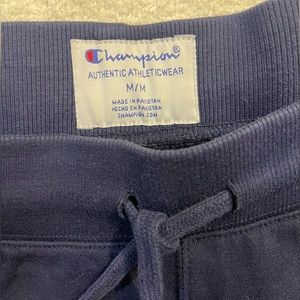 Champion®
AUTHENTIC ATHLETICWEAR
M/M
MADE IN PAKISTAN
HECHO EN PAKISTAN
CHAMPION.COM